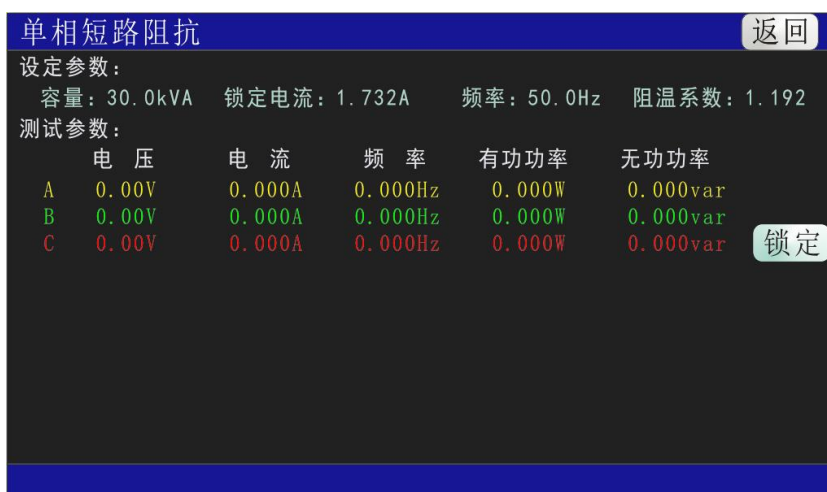 单相短路阻抗 返回
设定参数：
容量：30.0kVA 锁定电流：1.732A 频率：50.0Hz 阻温系数：1.192
测试参数：
电 压 电 流 频 率 有功功率 无功功率
A 0.00V 0.000A 0.000Hz 0.000W 0.000var
B 0.00V 0.000A 0.000Hz 0.000W 0.000var
C 0.00V 0.000A 0.000Hz 0.000W 0.000var 锁定